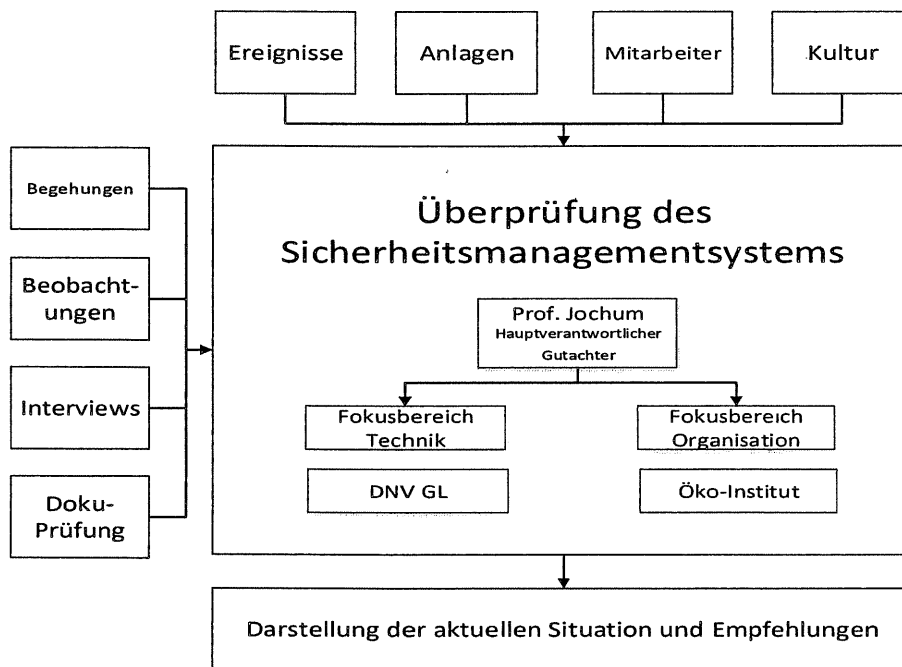 Ereignisse
Anlagen
Mitarbeiter
Kultur
Begehungen
Beobacht-
ungen
Interviews
Doku-
Prüfung
Überprüfung des
Sicherheitsmanagementsystems
Prof. Jochum
Hauptverantwortlicher
Gutachter
Fokusbereich
Technik
Fokusbereich
Organisation
DNV GL
Öko-Institut
Darstellung der aktuellen Situation und Empfehlungen